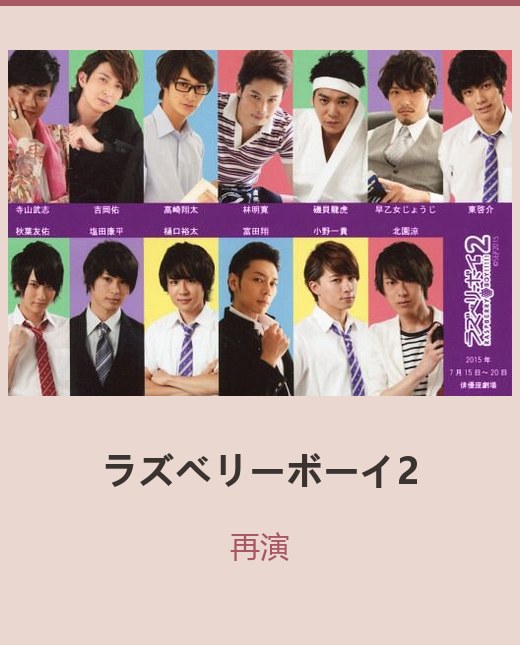 寺山武志 吉岡佑 高崎翔太 林明寛 磯貝龍虎 早乙女じょうじ 東啓介
秋葉友佑 塩田康平 樋口裕太 富田翔 小野一貴 北園涼
ラズベリーボーイ2
RASPBERRY BOY
©SEP2015
2015年
7月15日~20日
俳優座劇場
ラズベリーボーイ2
再演